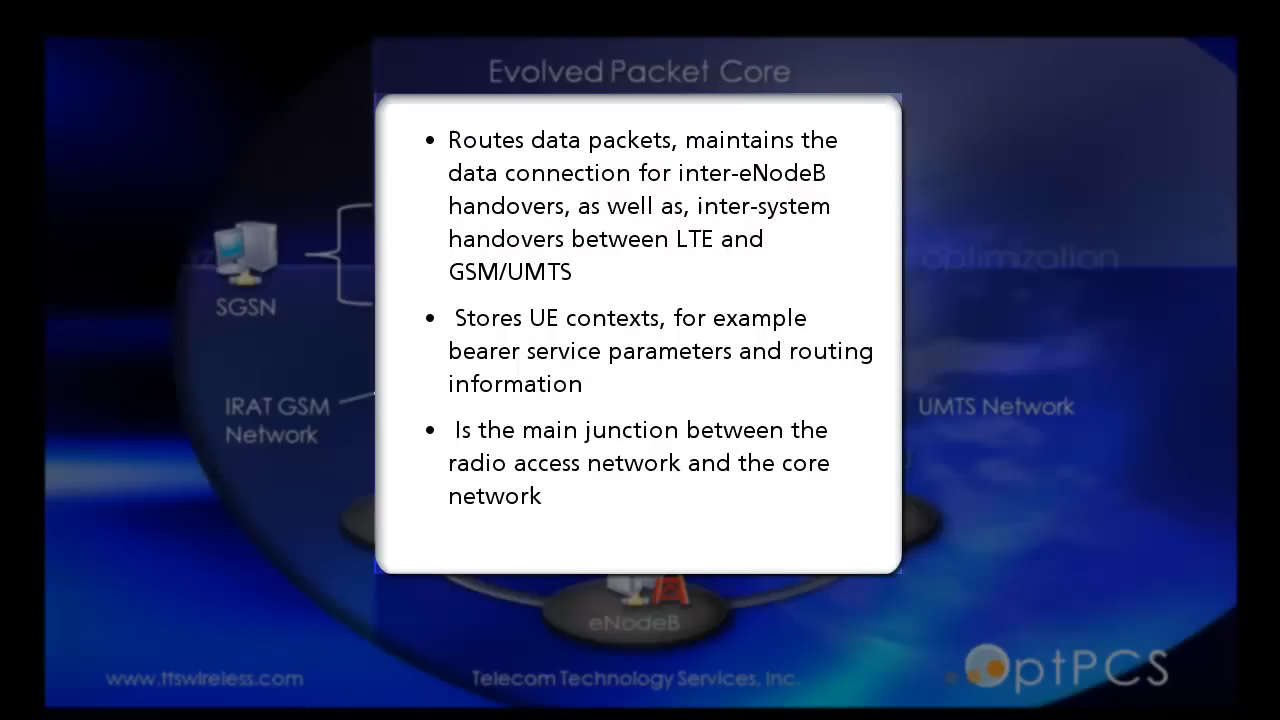 Evolved Packet Core
• Routes data packets, maintains the
data connection for inter-eNodeB
handovers, as well as, inter-system
handovers between LTE and
GSM/UMTS
• Stores UE contexts, for example
bearer service parameters and routing
information
• Is the main junction between the
radio access network and the core
network
SGSN
IRAT GSM
Network
optimization
UMTS Network
eNodeB
www.ttswireless.com
Telecom Technology Services, Inc.
OptPCS